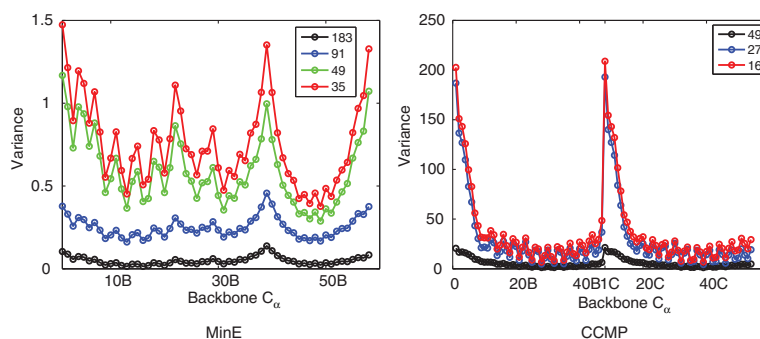 1.5
1
0.5
0
Variance
183
91
49
35
10B
30B
50B
Backbone Cα
MinE
250
200
150
100
50
0
Variance
49
27
16
0
20B
40B1C
20C
40C
Backbone Cα
CCMP